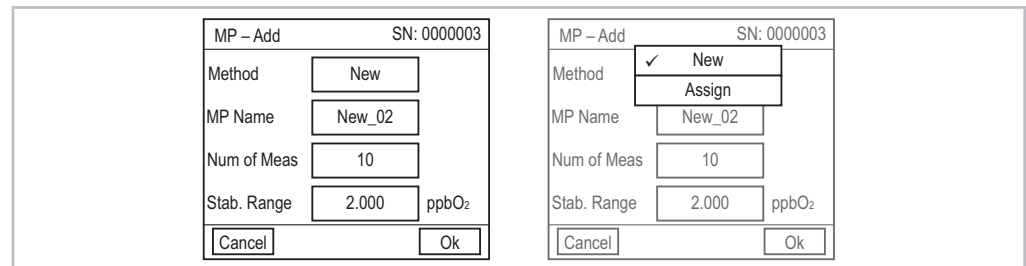 MP – Add SN: 0000003
Method New
MP Name New_02
Num of Meas 10
Stab. Range 2.000 ppbO₂
Cancel Ok
MP – Add SN: 0000003
✓ New
Method
Assign
MP Name New_02
Num of Meas 10
Stab. Range 2.000 ppbO₂
Cancel Ok